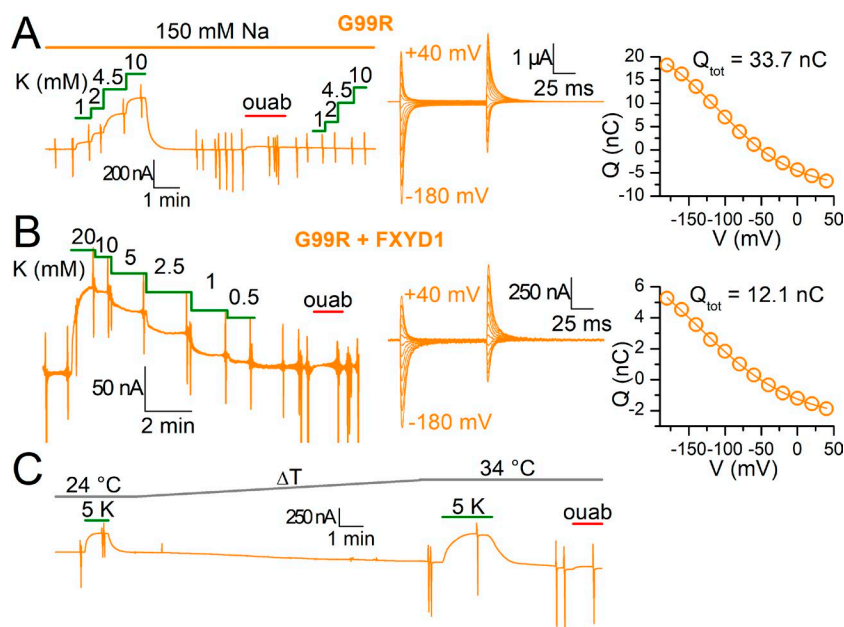 A
150 mM Na
G99R
K (mM)
1 2 4.5 10
ouab
1 2 4.5 10
200 nA
1 min
+40 mV
-180 mV
1 µA
25 ms
Qtot = 33.7 nC
Q (nC)
20
15
10
5
0
-5
-10
-150 -100 -50 0 50
V (mV)
B
G99R + FXYD1
K (mM)
20 10 5 2.5 1 0.5
ouab
50 nA
2 min
+40 mV
-180 mV
250 nA
25 ms
Qtot = 12.1 nC
Q (nC)
6
4
2
0
-2
-150 -100 -50 0 50
V (mV)
C
24 °C
ΔT
34 °C
5 K
250 nA
1 min
5 K
ouab